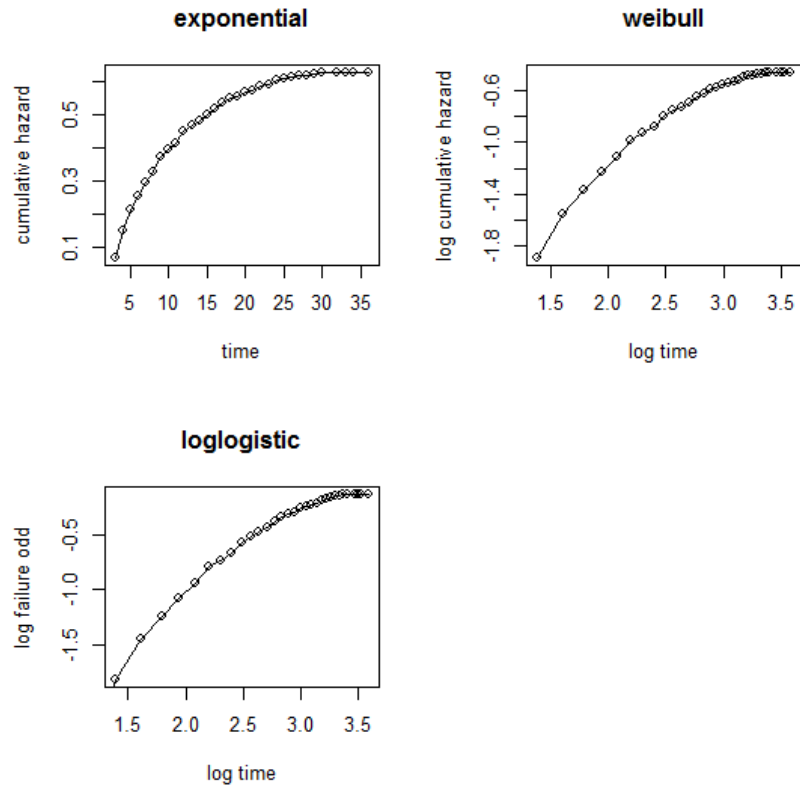 exponential
cumulative hazard
0.1 0.3 0.5
5 10 15 20 25 30 35
time
weibull
log cumulative hazard
-1.8 -1.4 -1.0 -0.6
1.5 2.0 2.5 3.0 3.5
log time
loglogistic
log failure odd
-1.5 -1.0 -0.5
1.5 2.0 2.5 3.0 3.5
log time